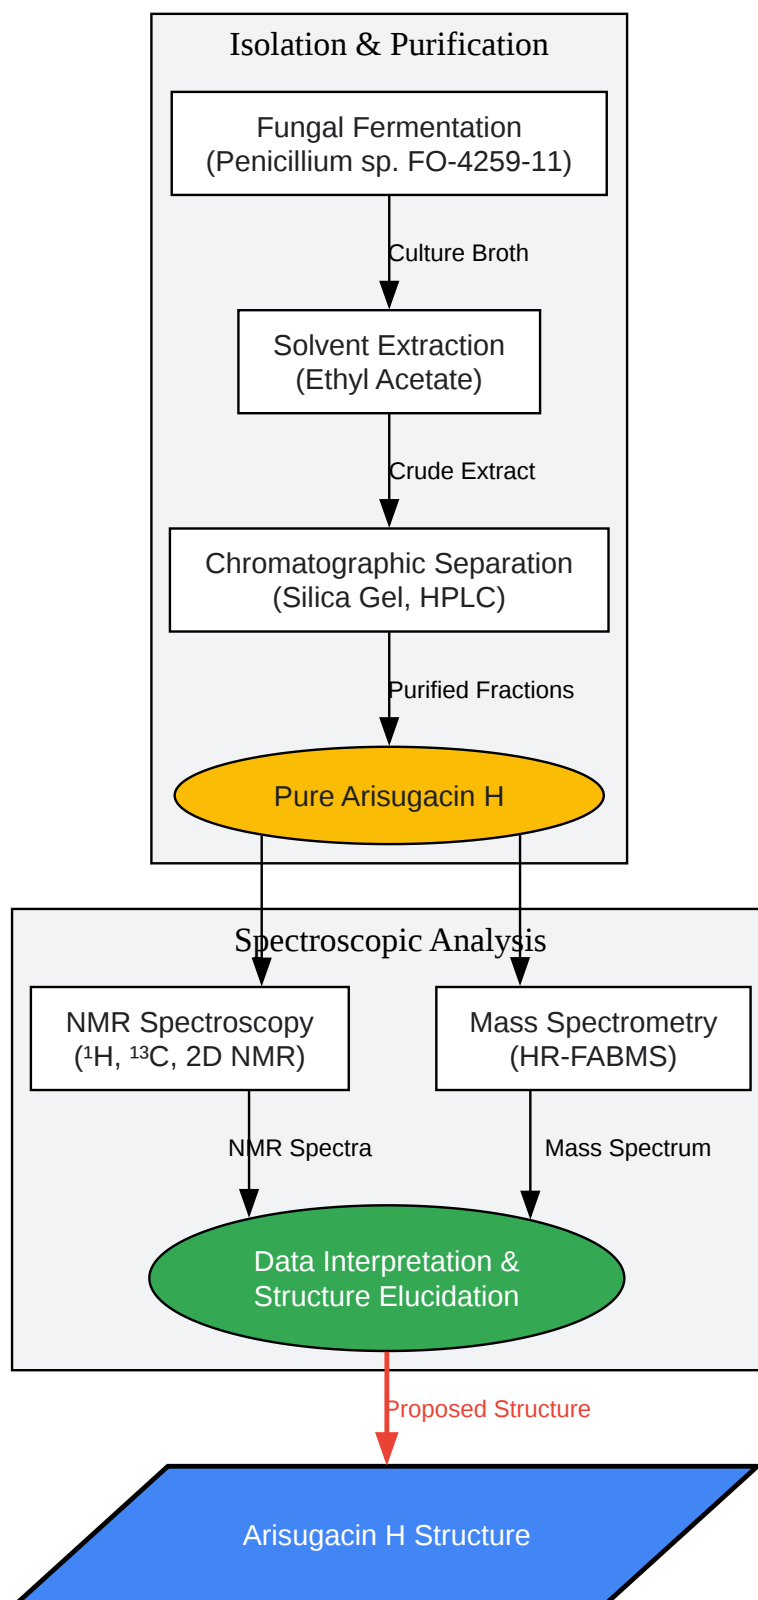 Isolation & Purification
Fungal Fermentation
(Penicillium sp. FO-4259-11)
Culture Broth
Solvent Extraction
(Ethyl Acetate)
Crude Extract
Chromatographic Separation
(Silica Gel, HPLC)
Purified Fractions
Pure Arisugacin H
Spectroscopic Analysis
NMR Spectroscopy
(¹H, ¹³C, 2D NMR)
Mass Spectrometry
(HR-FABMS)
NMR Spectra
Mass Spectrum
Data Interpretation &
Structure Elucidation
Proposed Structure
Arisugacin H Structure